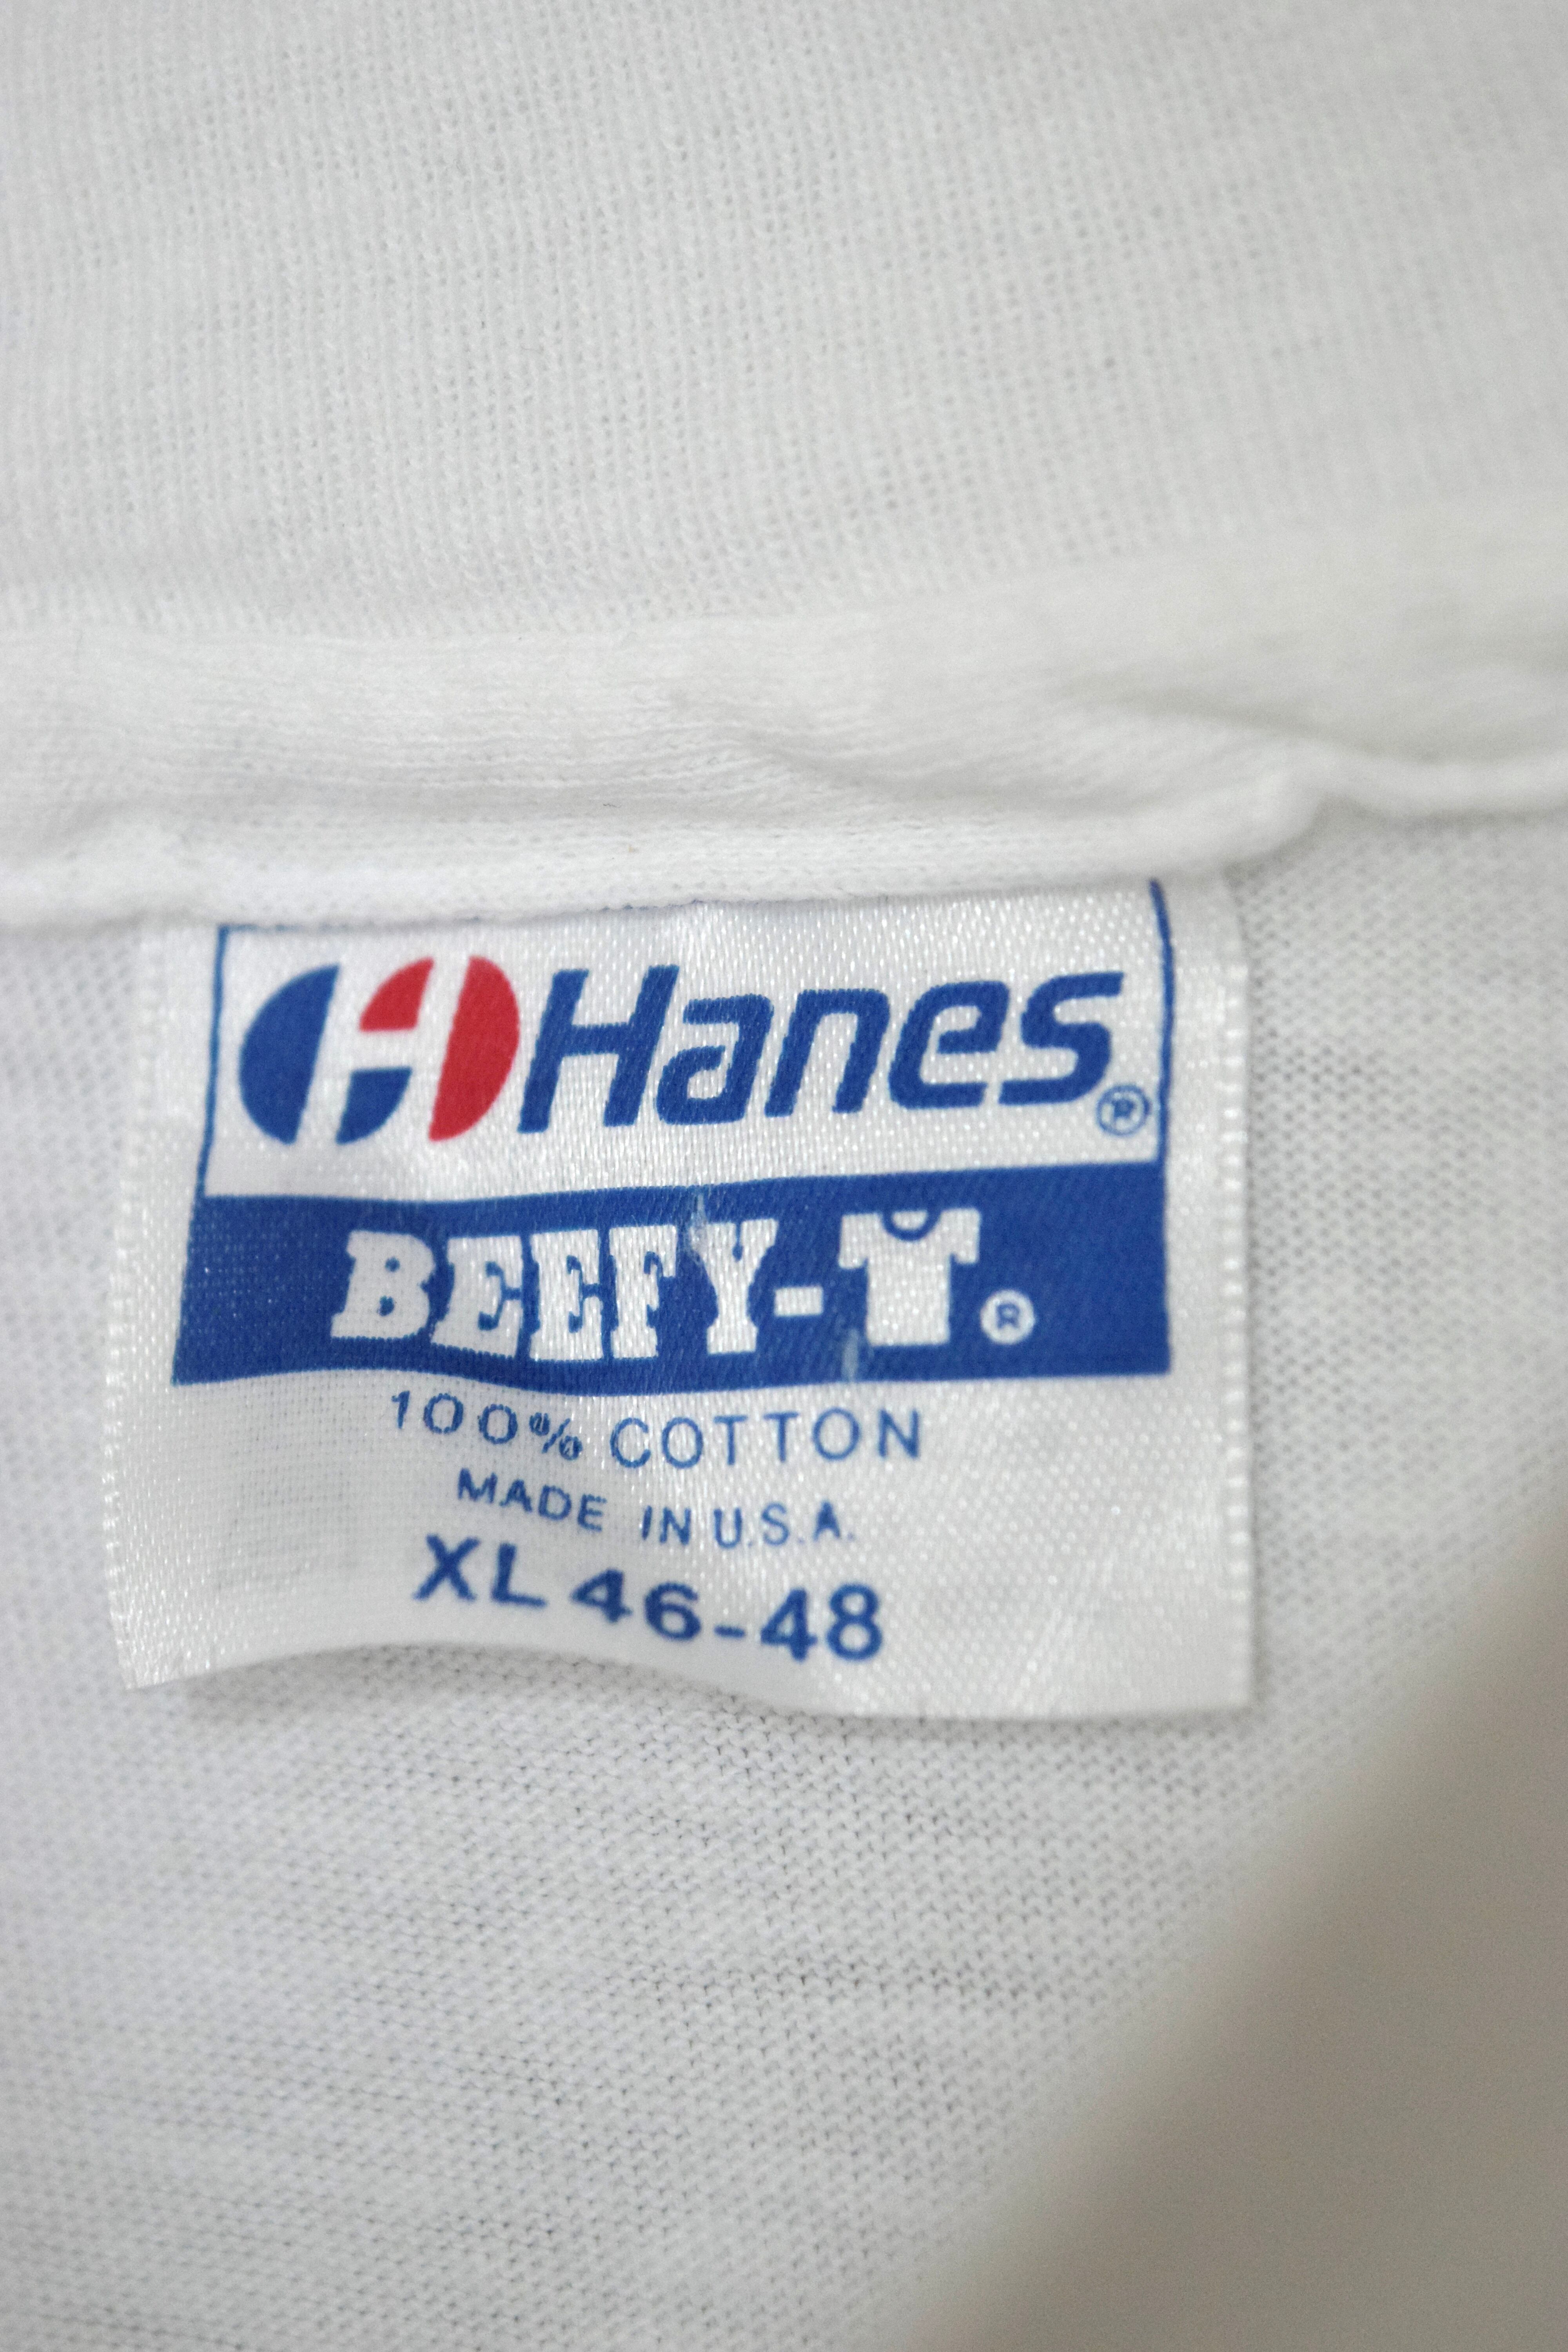 Hanes®
BEEFY-T®
100% COTTON
MADE IN U.S.A.
XL 46-48